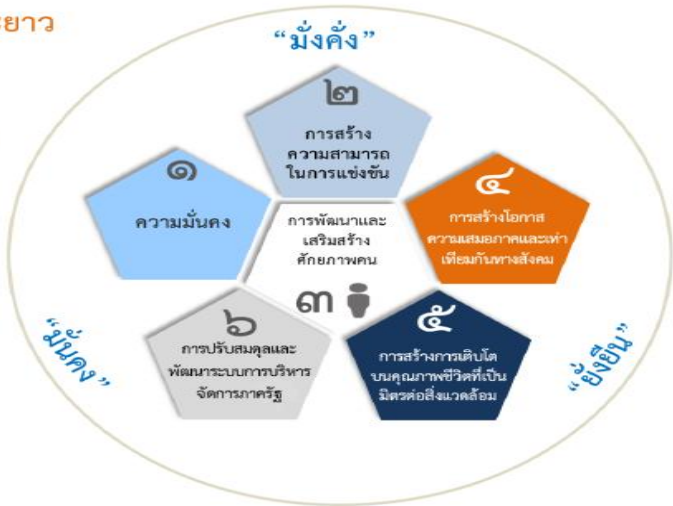 ะยาว
“มั่งคั่ง”
๒
การสร้าง
ความสามารถ
ในการแข่งขัน
๑
ความมั่นคง
๔
การสร้างโอกาส
ความเสมอภาคและเท่า
เทียมกันทางสังคม
การพัฒนาและ
เสริมสร้าง
ศักยภาพคน
๓
๖
การปรับสมดุลและ
พัฒนาระบบการบริหาร
จัดการภาครัฐ
๕
การสร้างการเติบโต
บนคุณภาพชีวิตที่เป็น
มิตรต่อสิ่งแวดล้อม
“มั่นคง”
“ยั่งยืน”